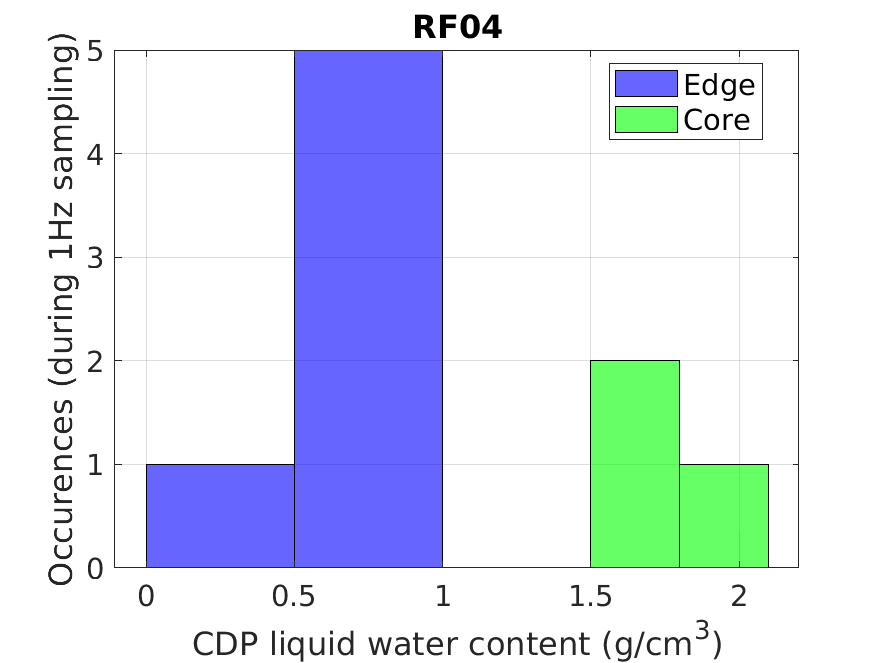 RF04
Occurences (during 1Hz sampling)
5
4
3
2
1
0
Edge
Core
0 0.5 1 1.5 2
CDP liquid water content (g/cm³)